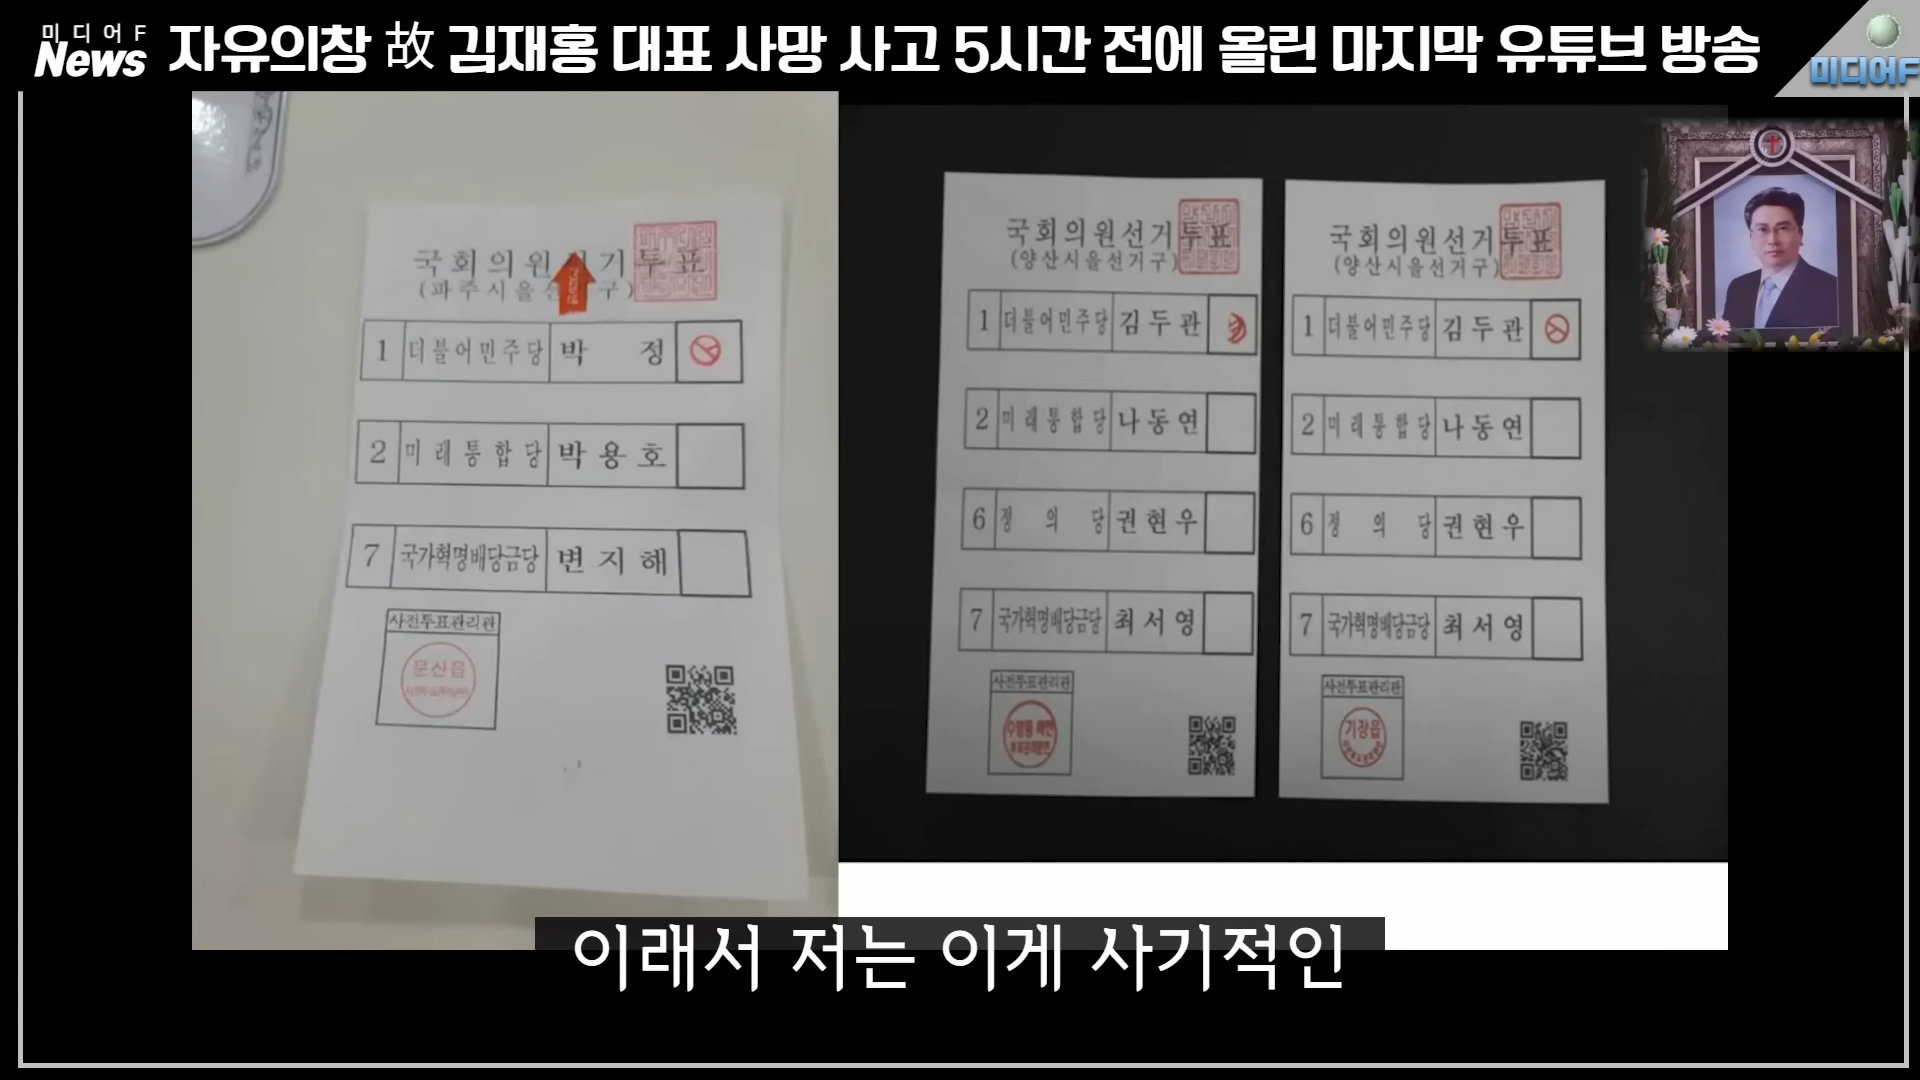 미디어F
News
자유의창 故 김재홍 대표 사망 사고 5시간 전에 올린 마지막 유튜브 방송
미디어F
국회의원선거투표
(파주시을선거구)
1 더불어민주당 박정
2 미래통합당 박용호
7 국가혁명배당금당 변지해
사전투표관리관
문산읍
국회의원선거투표
(양산시을선거구)
1 더불어민주당 김두관
2 미래통합당 나동연
6 정의당 권현우
7 국가혁명배당금당 최서영
사전투표관리관
국회의원선거투표
(양산시을선거구)
1 더불어민주당 김두관
2 미래통합당 나동연
6 정의당 권현우
7 국가혁명배당금당 최서영
사전투표관리관
기장읍
이래서 저는 이게 사기적인